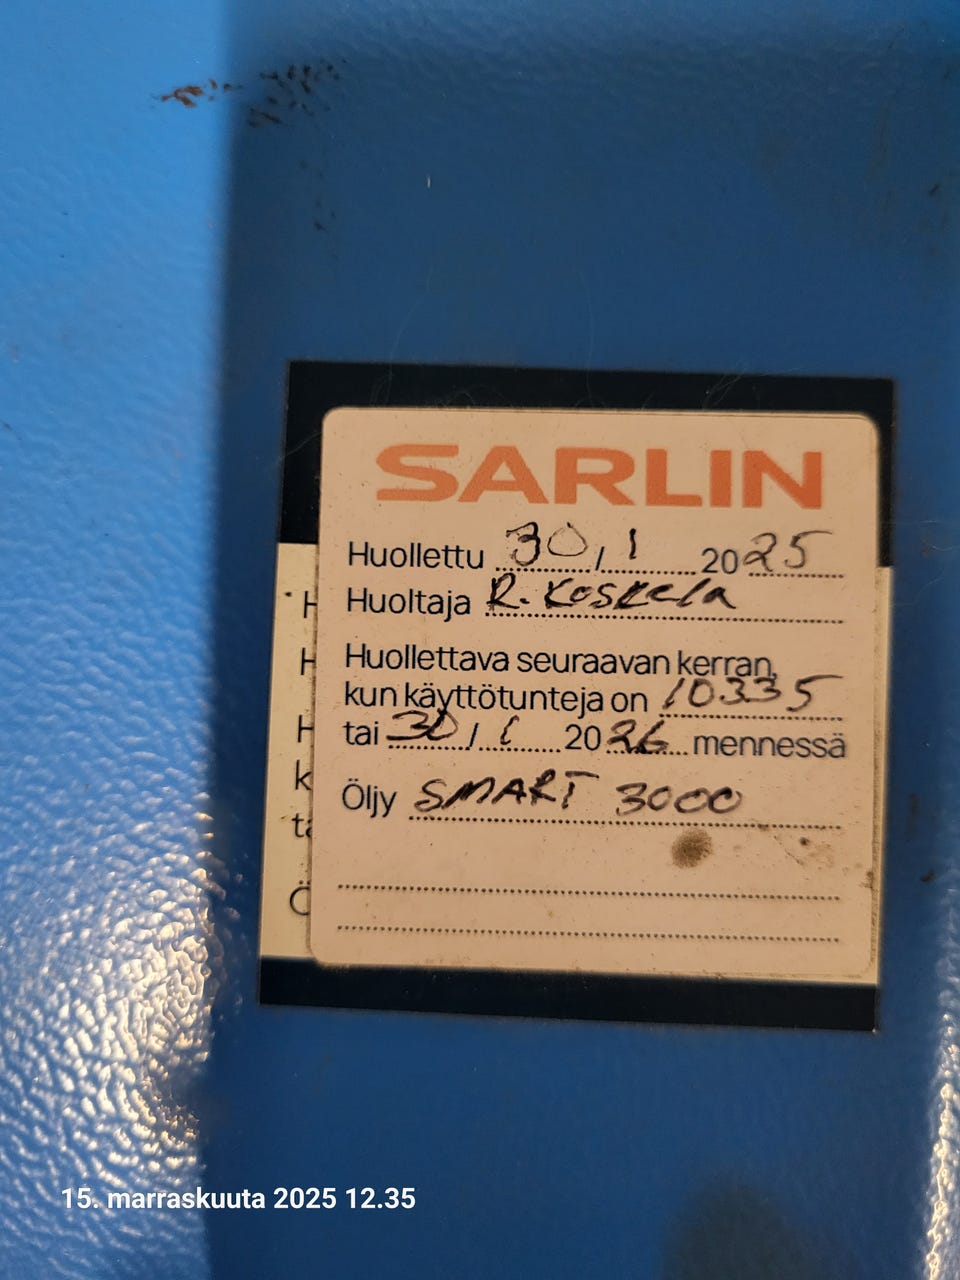 SARLIN
Huollettu 30 / 1 2025
Huoltaja R. Koskela
Huollettava seuraavan kerran,
kun käyttötunteja on 10335
tai 30 / 1 2026 mennessä
Öljy SMART 3000
H
H
H
k
tä
Ö
15. marraskuuta 2025 12.35